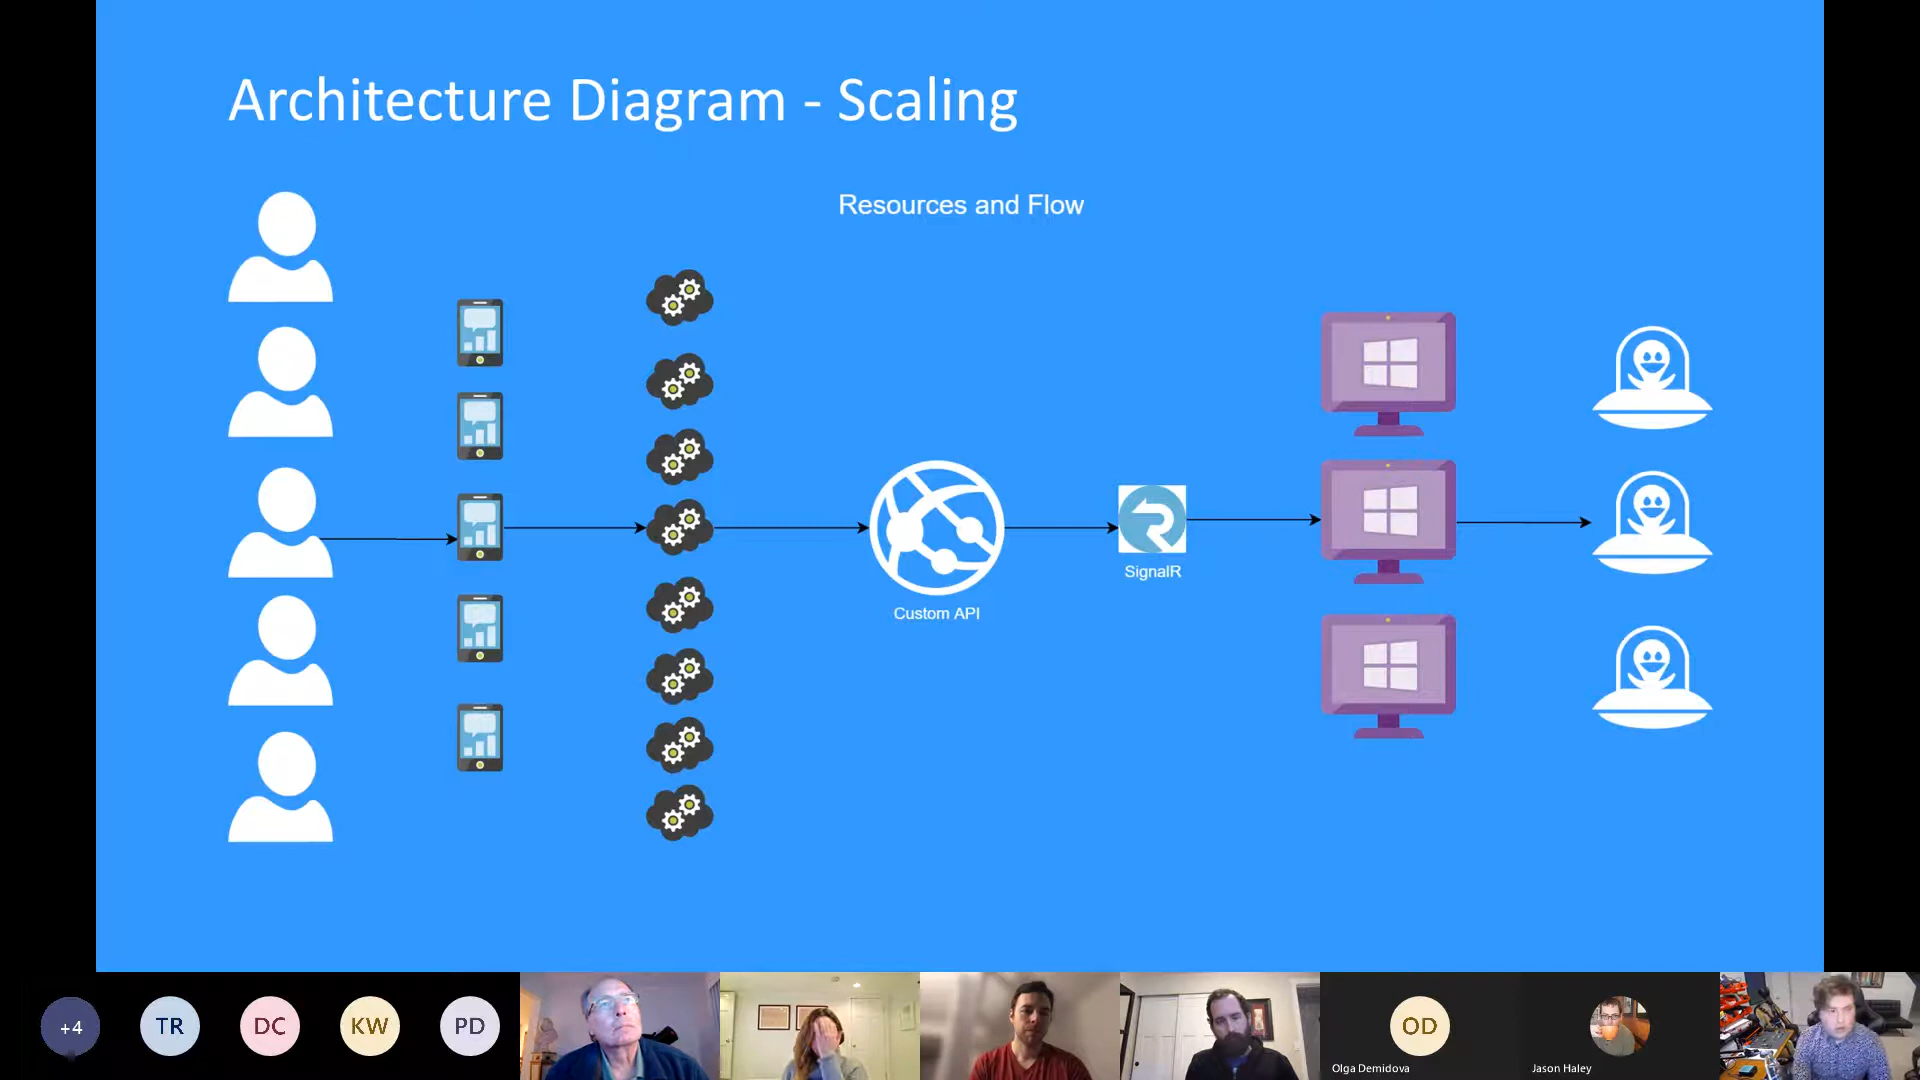 Architecture Diagram - Scaling
Resources and Flow
SignalR
Custom API
+4
TR
DC
KW
PD
OD
Olga Demidova
Jason Haley